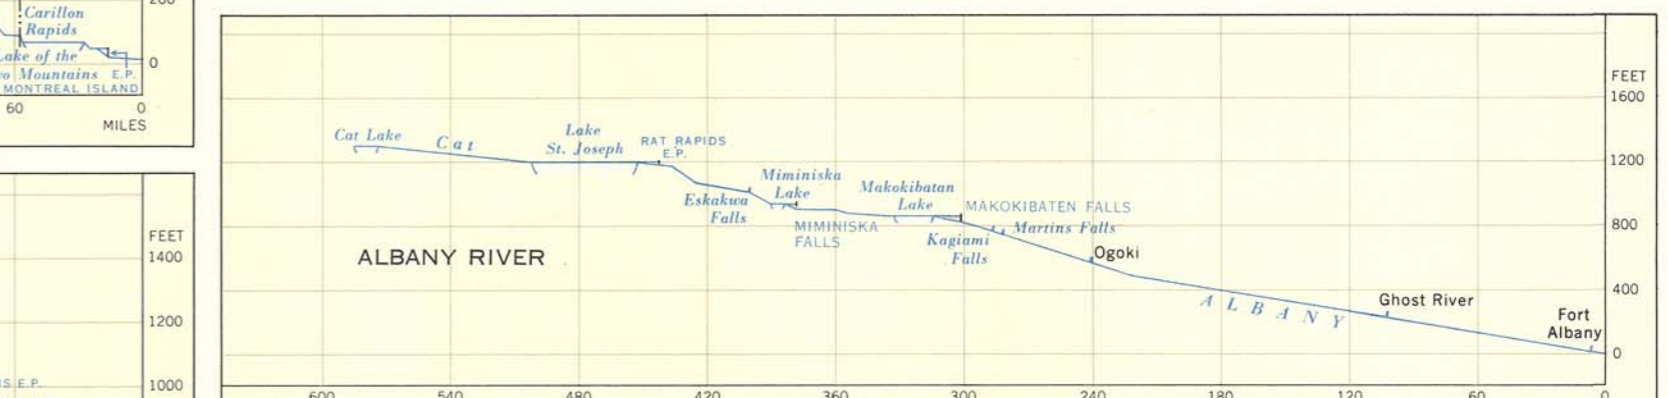 200
Carillon
Rapids
Lake of the
Mountains E.P.
MONTREAL ISLAND
0
60 0
MILES
FEET
1400
1200
1000
E.P.
FEET
1600
1200
800
400
0
Cat Lake
Cat
Lake
St. Joseph
RAT RAPIDS
E.P.
Eskakwa
Falls
Miminiska
Lake
MIMINISKA
FALLS
Makokibatan
Lake
MAKOKIBATEN FALLS
Kagiami
Falls
Martins Falls
Ogoki
ALBANY RIVER
ALBANY
Ghost River
Fort
Albany
600 540 480 420 360 300 240 180 120 60 0